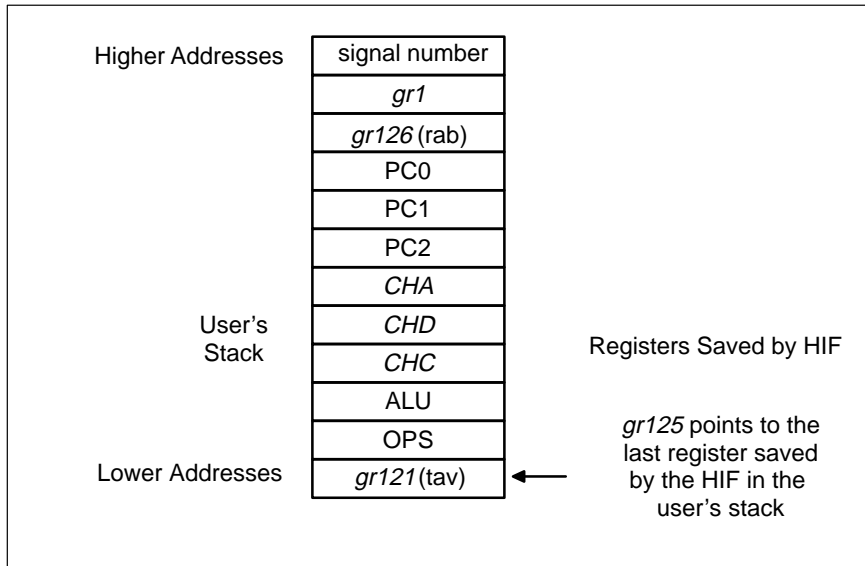 Higher Addresses
signal number
gr1
gr126 (rab)
PC0
PC1
PC2
CHA
User's
Stack
CHD
CHC
Registers Saved by HIF
ALU
OPS
Lower Addresses
gr121 (tav)
gr125 points to the
last register saved
by the HIF in the
user's stack